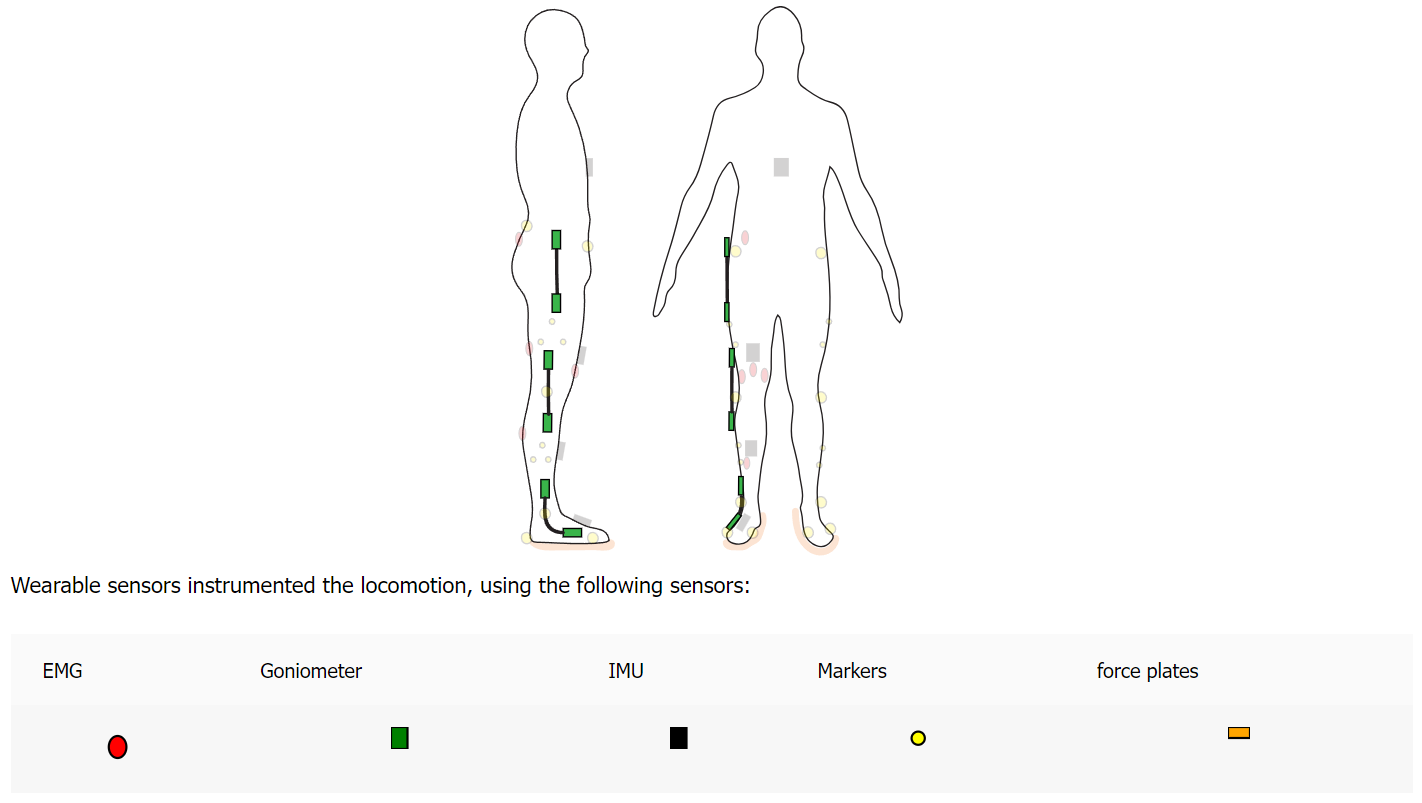 Wearable sensors instrumented the locomotion, using the following sensors:
EMG Goniometer IMU Markers force plates